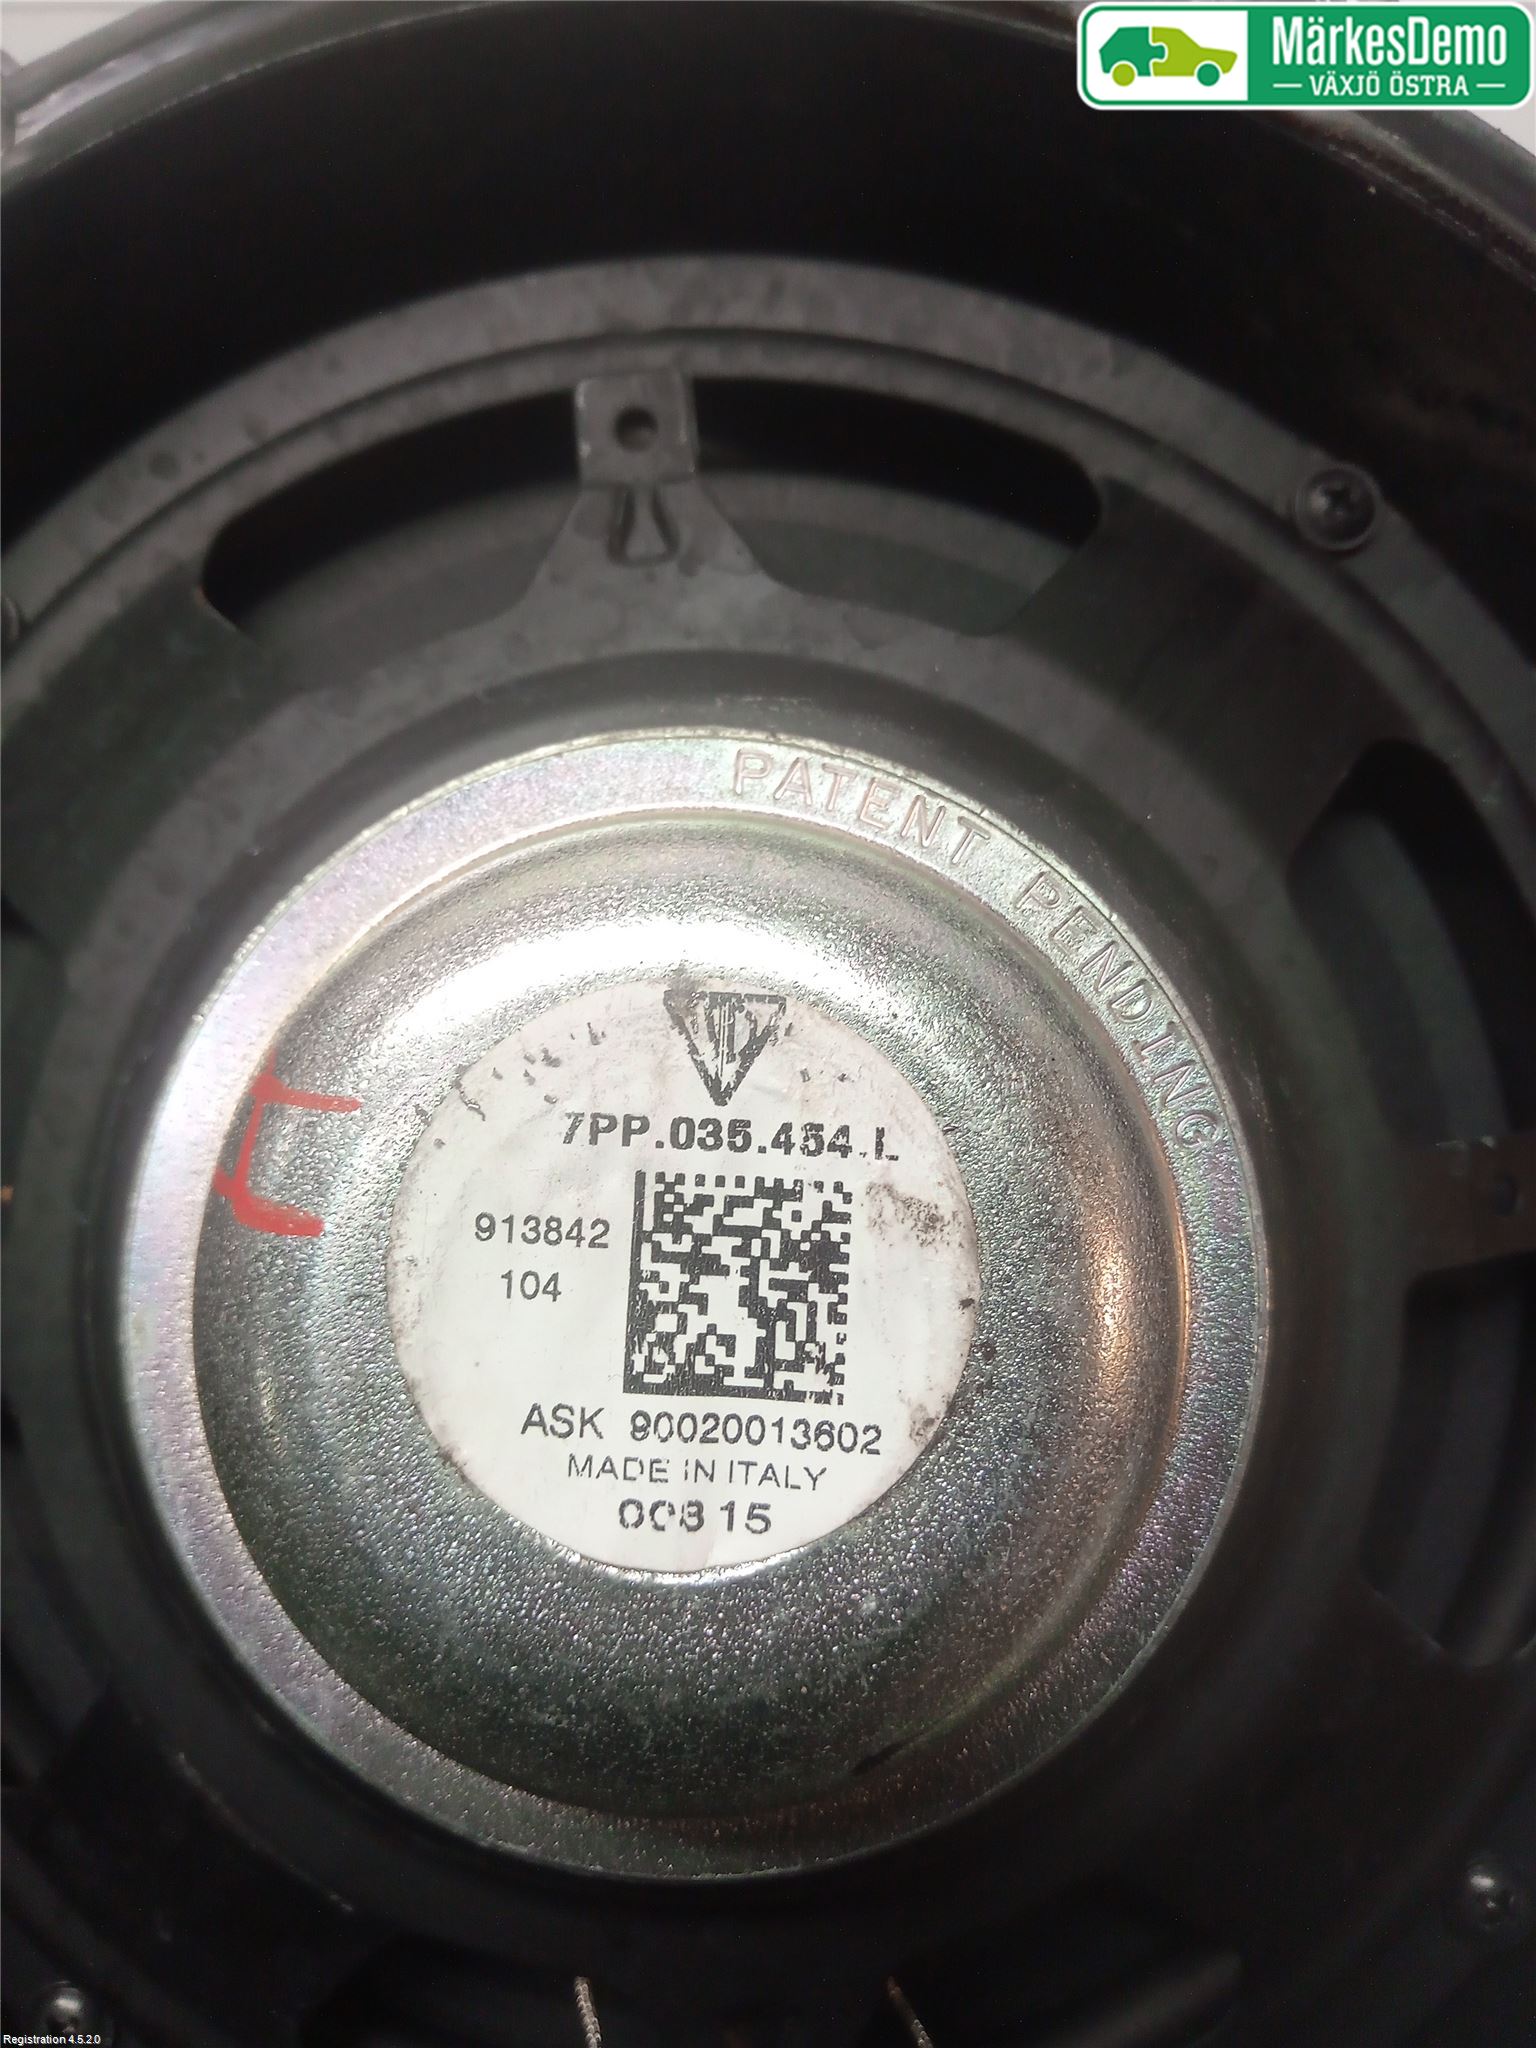 MärkesDemo
VÄXJÖ ÖSTRA
PATENT PENDING
7PP.035.454.L
913842
104
ASK 90020013602
MADE IN ITALY
Registration 4.5.2.0